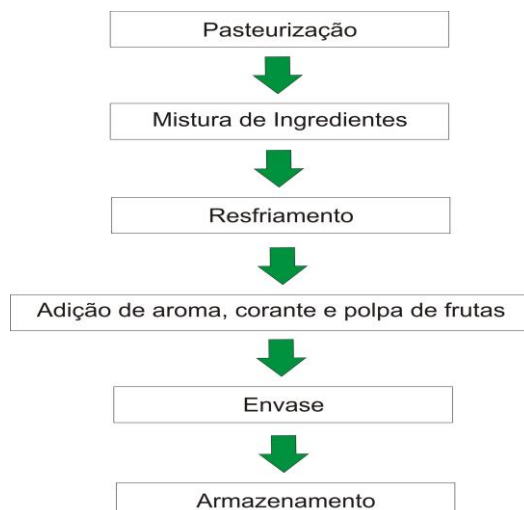 Pasteurização
Mistura de Ingredientes
Resfriamento
Adição de aroma, corante e polpa de frutas
Envase
Armazenamento